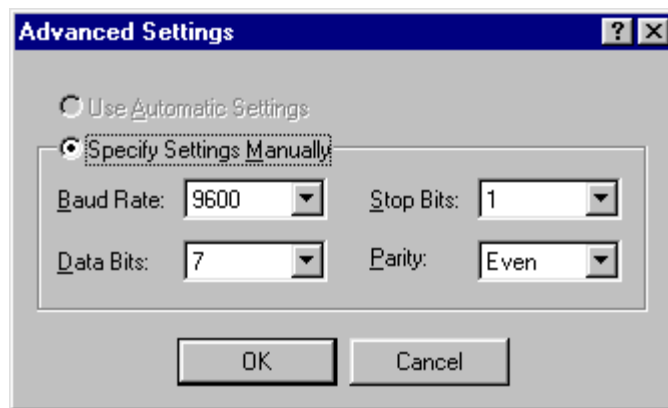 Advanced Settings
Use Automatic Settings
Specify Settings Manually
Baud Rate: 9600 Stop Bits: 1
Data Bits: 7 Parity: Even
OK Cancel